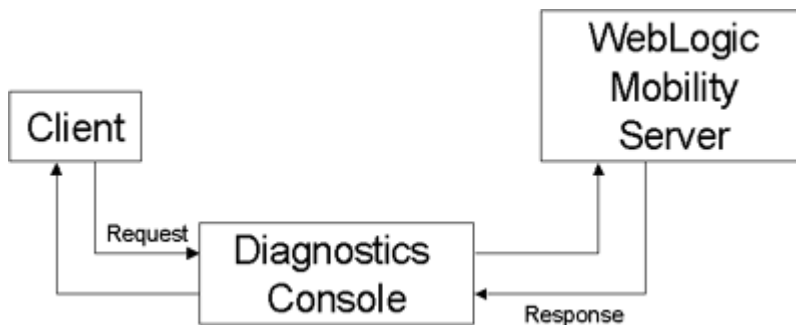 WebLogic
Mobility
Server
Client
Request
Diagnostics
Console
Response